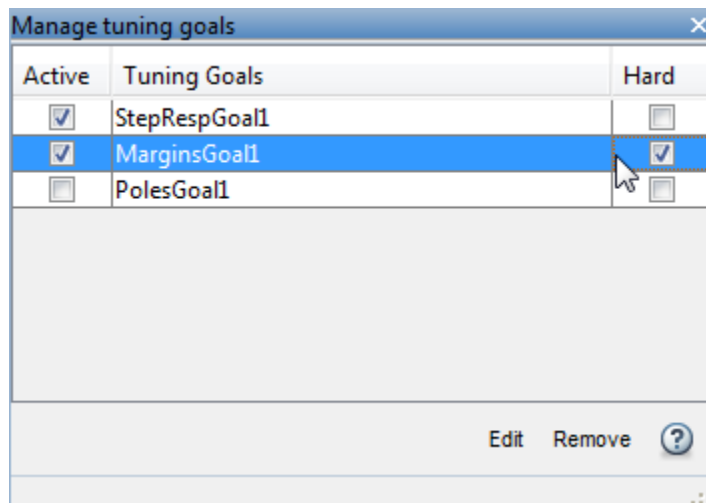 Manage tuning goals
Active Tuning Goals Hard
StepRespGoal1
MarginsGoal1
PolesGoal1
Edit Remove ?